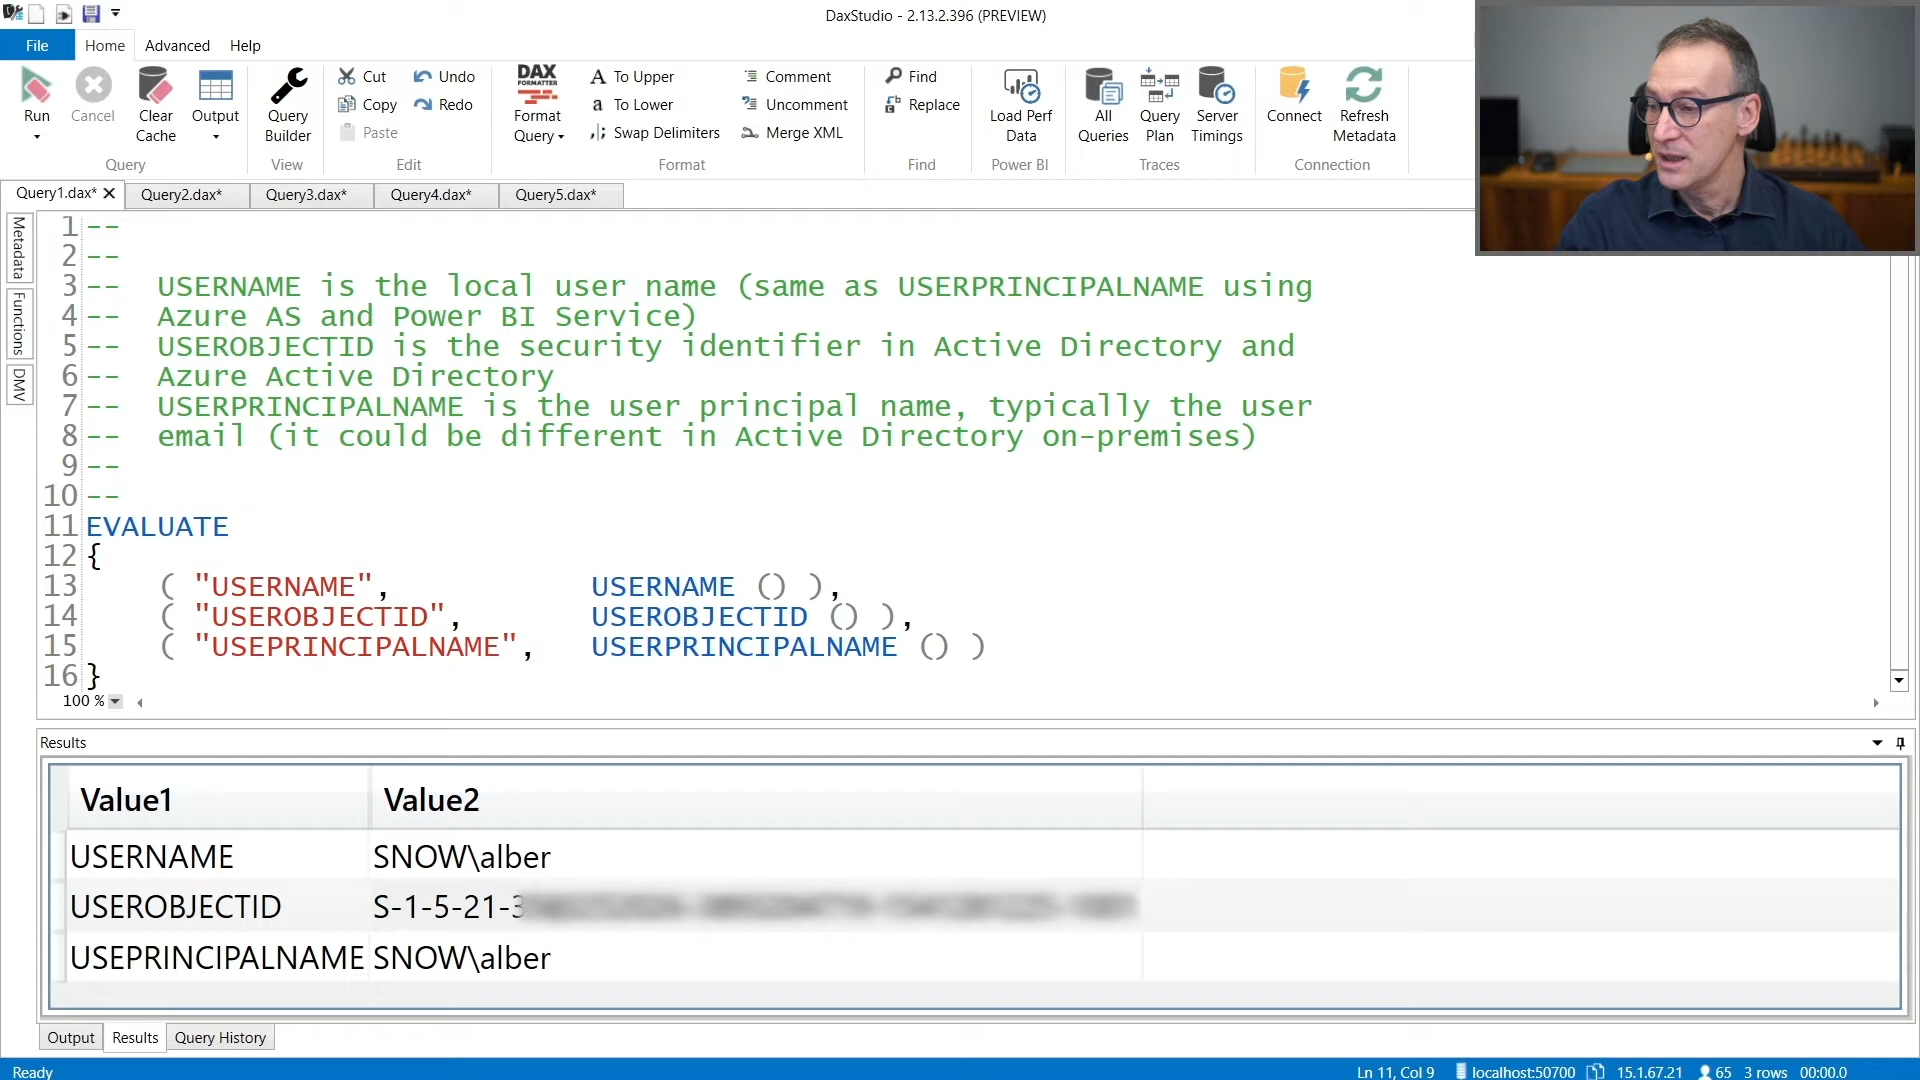 DaxStudio - 2.13.2.396 (PREVIEW)
File Home Advanced Help
Run
Cancel
Clear Cache
Output
Query
Query Builder
View
Cut
Copy
Paste
Undo
Redo
Edit
DAX FORMATTER
Format Query
A To Upper
a To Lower
Swap Delimiters
Comment
Uncomment
Merge XML
Format
Find
Replace
Find
Load Perf Data
Power BI
All Queries
Query Plan
Server Timings
Traces
Connect
Refresh Metadata
Connection
Query1.dax* Query2.dax* Query3.dax* Query4.dax* Query5.dax*
Metadata
Functions
DMV
1 --
2 --
3 -- USERNAME is the local user name (same as USERPRINCIPALNAME using
4 -- Azure AS and Power BI Service)
5 -- USEROBJECTID is the security identifier in Active Directory and
6 -- Azure Active Directory
7 -- USERPRINCIPALNAME is the user principal name, typically the user
8 -- email (it could be different in Active Directory on-premises)
9 --
10 --
11 EVALUATE
12 {
13 ( "USERNAME", USERNAME () ),
14 ( "USEROBJECTID", USEROBJECTID () ),
15 ( "USEPRINCIPALNAME", USERPRINCIPALNAME () )
16 }
100 %
Results
Value1 Value2
USERNAME SNOW\alber
USEROBJECTID S-1-5-21-3
USEPRINCIPALNAME SNOW\alber
Output Results Query History
Ready Ln 11, Col 9 localhost:50700 15.1.67.21 65 3 rows 00:00.0